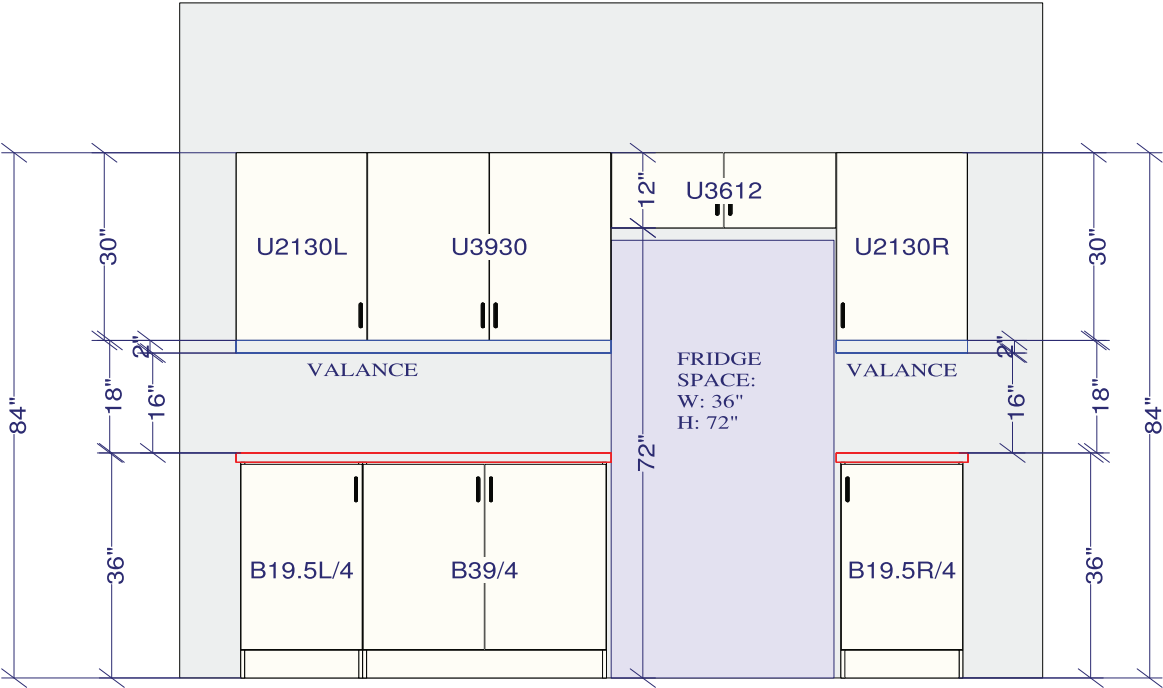 12"
U3612
30"
U2130L
U3930
U2130R
30"
2"
2"
VALANCE
FRIDGE
SPACE:
W: 36"
H: 72"
VALANCE
84"
18"
16"
72"
16"
18"
84"
36"
B19.5L/4
B39/4
B19.5R/4
36"